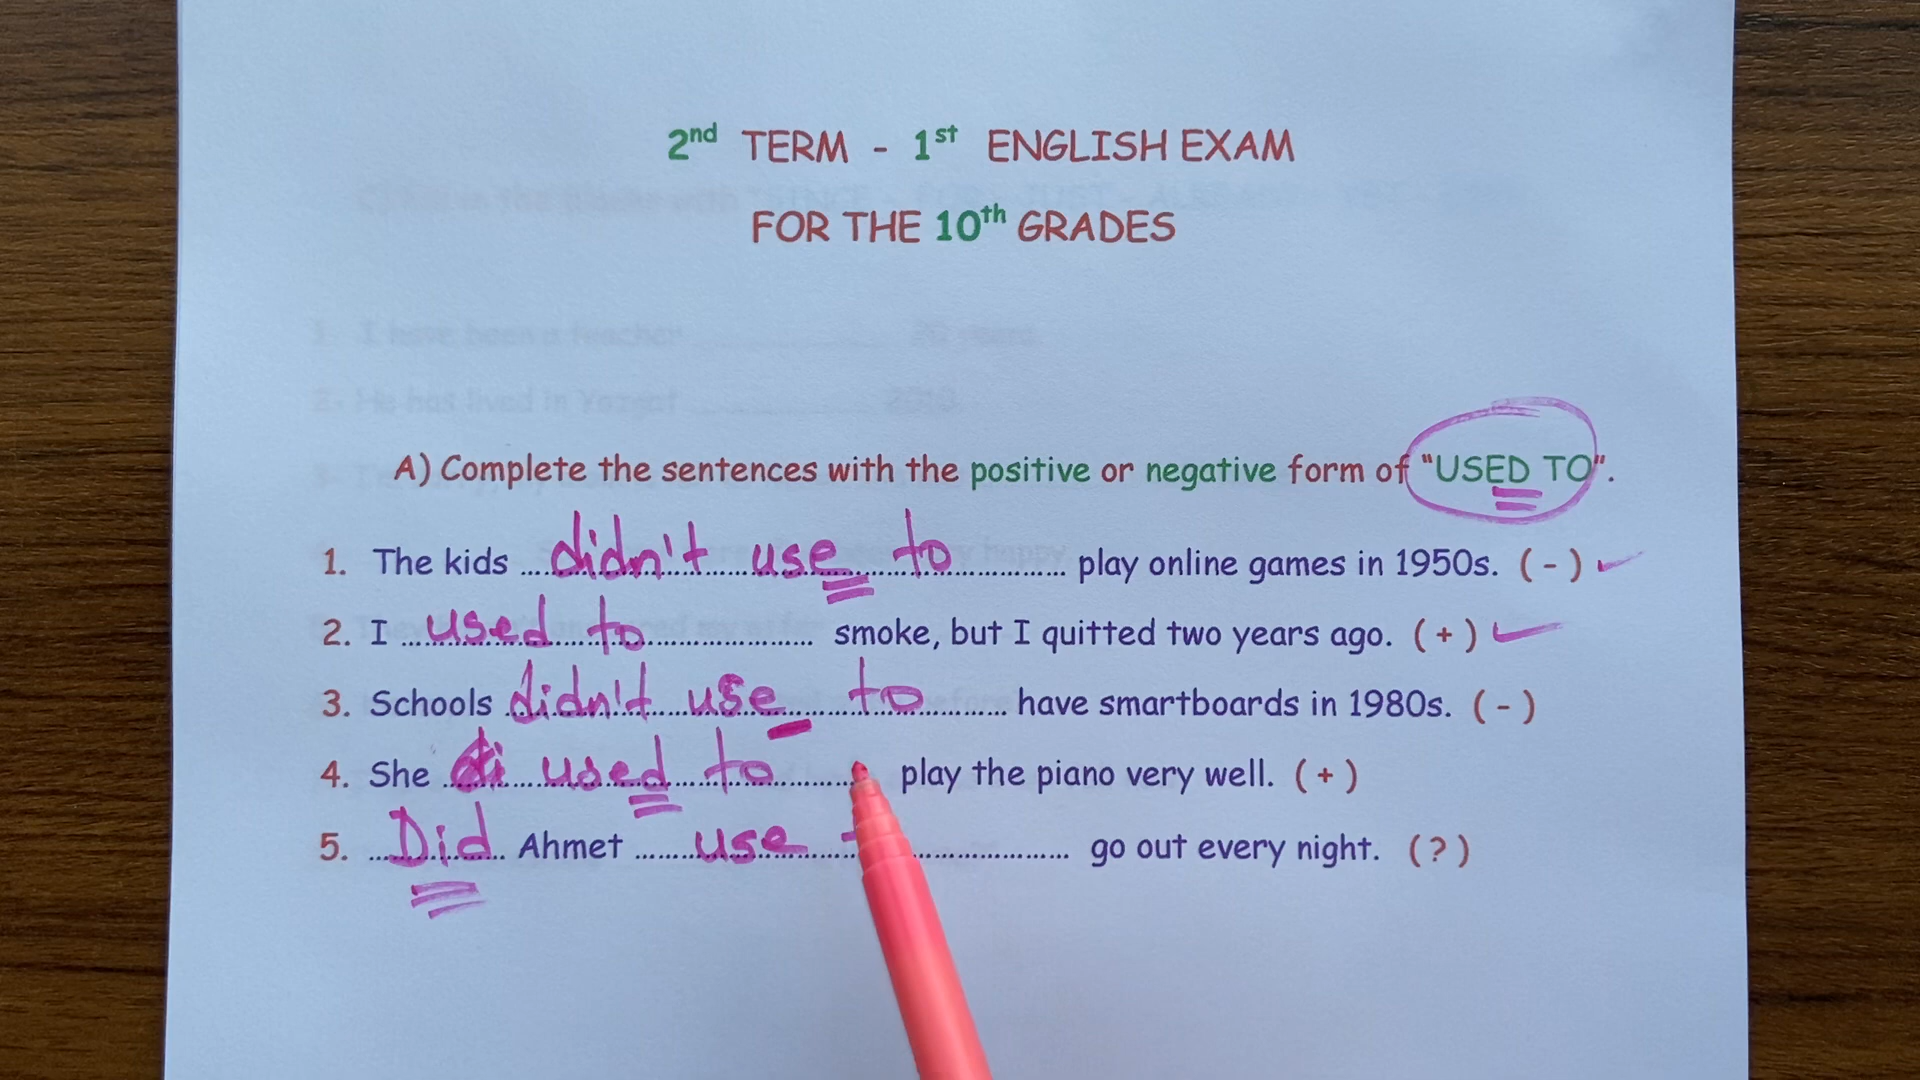 2nd TERM - 1st ENGLISH EXAM
FOR THE 10th GRADES
A) Complete the sentences with the positive or negative form of "USED TO".
1. The kids didn't use to play online games in 1950s. ( - )
2. I used to smoke, but I quitted two years ago. ( + )
3. Schools didn't use to have smartboards in 1980s. ( - )
4. She used to play the piano very well. ( + )
5. Did Ahmet use go out every night. ( ? )